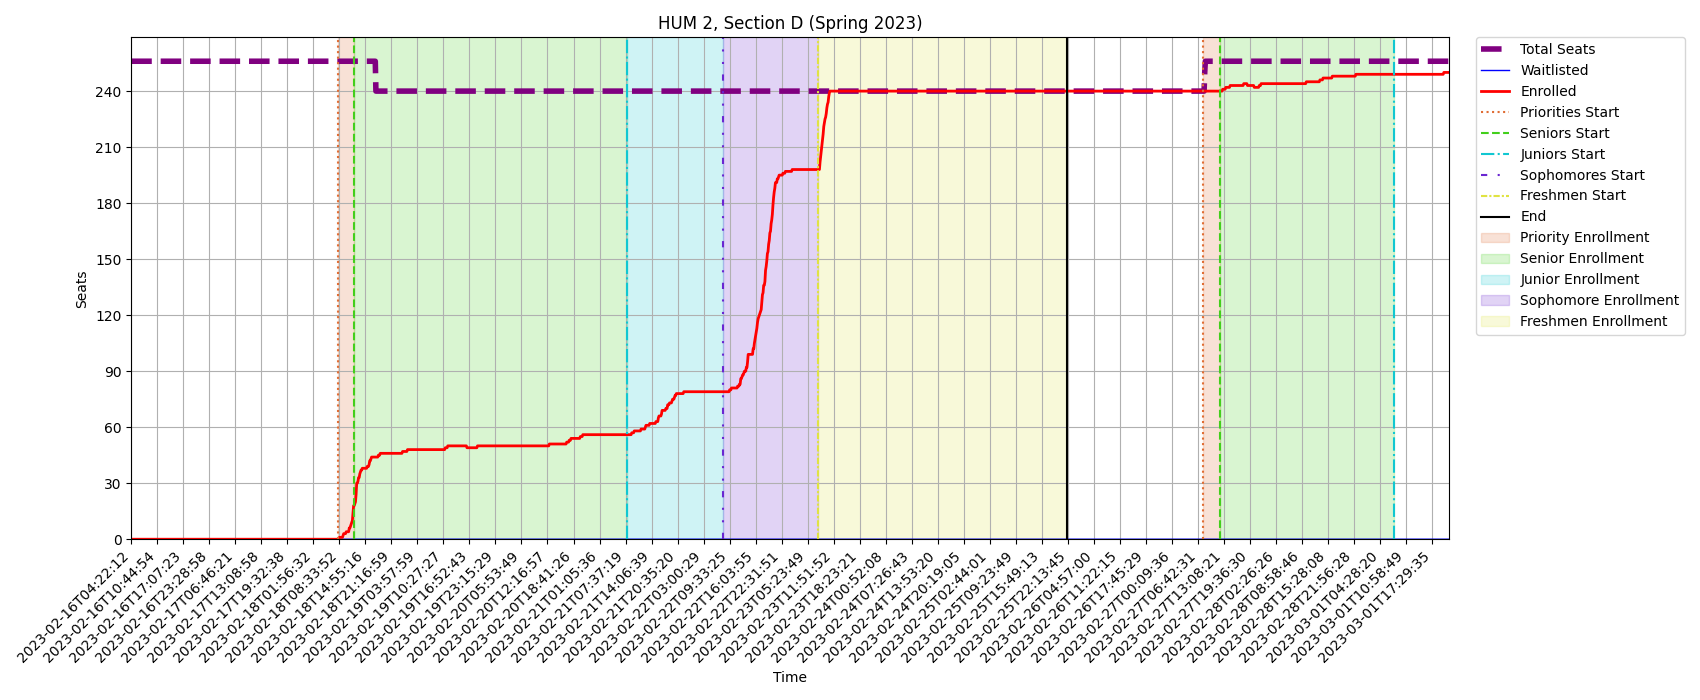 HUM 2, Section D (Spring 2023)
Seats
240
210
180
150
120
90
60
30
0
2023-02-16T04:22:12
2023-02-16T10:44:54
2023-02-16T17:07:23
2023-02-16T23:28:58
2023-02-17T06:46:21
2023-02-17T13:08:58
2023-02-17T19:32:38
2023-02-18T01:56:32
2023-02-18T08:33:52
2023-02-18T14:55:16
2023-02-18T21:16:59
2023-02-19T03:57:59
2023-02-19T10:27:27
2023-02-19T16:52:43
2023-02-19T23:15:29
2023-02-20T05:53:49
2023-02-20T12:16:57
2023-02-20T18:41:26
2023-02-21T01:05:36
2023-02-21T07:37:19
2023-02-21T14:06:39
2023-02-21T20:35:20
2023-02-22T03:00:29
2023-02-22T09:33:25
2023-02-22T16:03:55
2023-02-22T22:31:51
2023-02-23T05:23:49
2023-02-23T11:51:52
2023-02-23T18:23:21
2023-02-24T00:52:08
2023-02-24T07:26:43
2023-02-24T13:53:20
2023-02-24T20:19:05
2023-02-25T02:44:01
2023-02-25T09:23:49
2023-02-25T15:49:13
2023-02-25T22:13:45
2023-02-26T04:57:00
2023-02-26T11:22:15
2023-02-26T17:45:29
2023-02-27T00:09:36
2023-02-27T06:42:31
2023-02-27T13:08:21
2023-02-27T19:36:30
2023-02-28T02:26:26
2023-02-28T08:58:46
2023-02-28T15:28:08
2023-02-28T21:56:28
2023-03-01T04:28:20
2023-03-01T10:58:49
2023-03-01T17:29:35
Time
Total Seats
Waitlisted
Enrolled
Priorities Start
Seniors Start
Juniors Start
Sophomores Start
Freshmen Start
End
Priority Enrollment
Senior Enrollment
Junior Enrollment
Sophomore Enrollment
Freshmen Enrollment